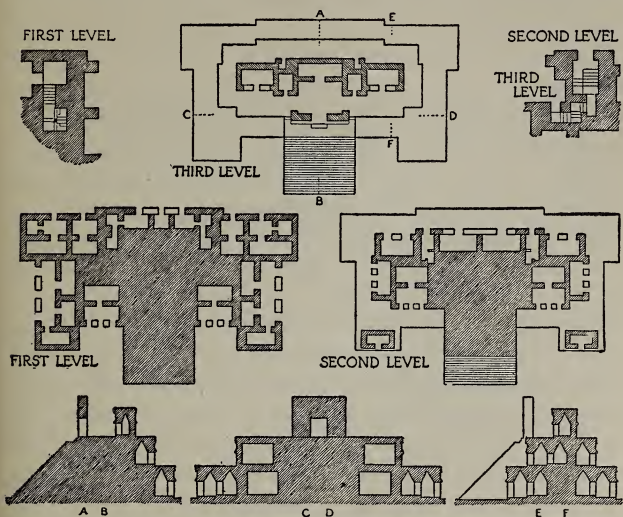 A
E
FIRST LEVEL
SECOND LEVEL
THIRD
LEVEL
C
D
F
THIRD LEVEL
B
FIRST LEVEL
SECOND LEVEL
A B
C D
E F